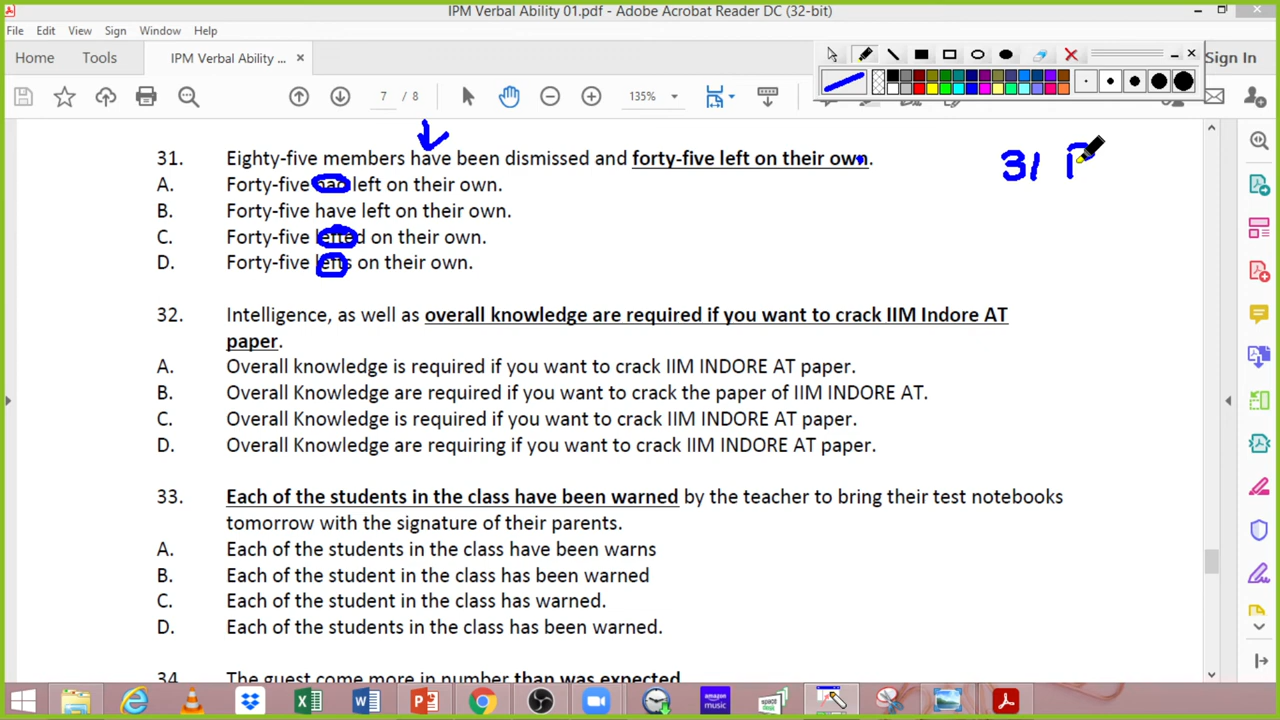 IPM Verbal Ability 01.pdf - Adobe Acrobat Reader DC (32-bit)
File Edit View Sign Window Help
Home Tools IPM Verbal Ability ... × Sign In
7 / 8 135%
31. Eighty-five members have been dismissed and forty-five left on their own.
A. Forty-five had left on their own.
B. Forty-five have left on their own.
C. Forty-five lefted on their own.
D. Forty-five lefts on their own.
31
32. Intelligence, as well as overall knowledge are required if you want to crack IIM Indore AT
paper.
A. Overall knowledge is required if you want to crack IIM INDORE AT paper.
B. Overall Knowledge are required if you want to crack the paper of IIM INDORE AT.
C. Overall Knowledge is required if you want to crack IIM INDORE AT paper.
D. Overall Knowledge are requiring if you want to crack IIM INDORE AT paper.
33. Each of the students in the class have been warned by the teacher to bring their test notebooks
tomorrow with the signature of their parents.
A. Each of the students in the class have been warns
B. Each of the student in the class has been warned
C. Each of the student in the class has warned.
D. Each of the students in the class has been warned.
34. The guest come more in number than was expected
amazon music
space desk